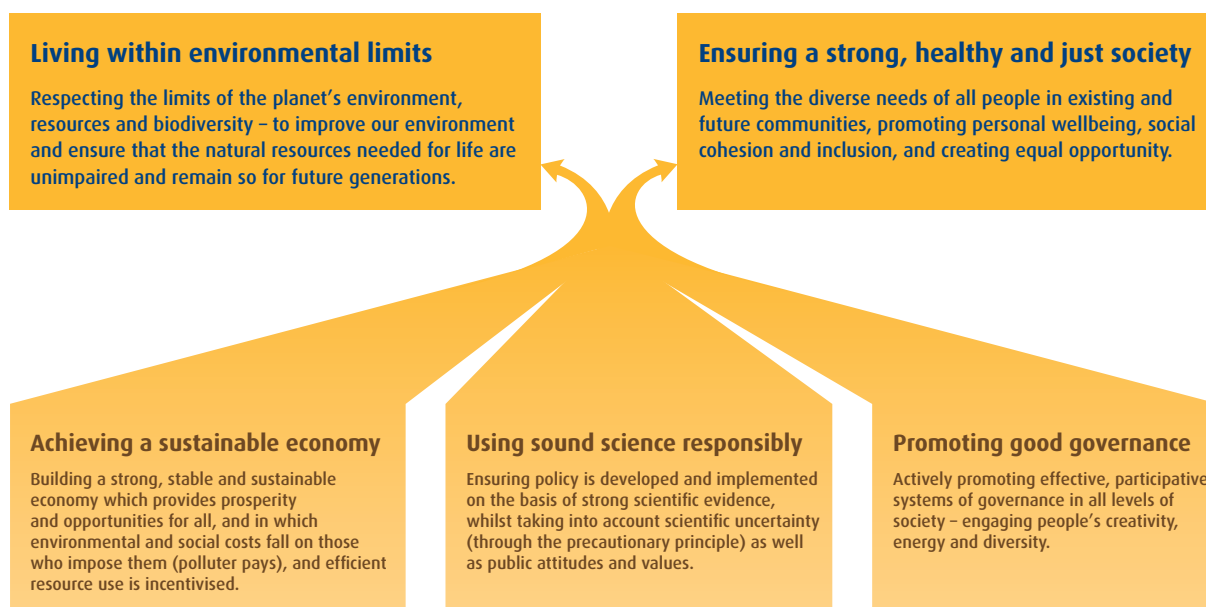 Living within environmental limits
Respecting the limits of the planet's environment,
resources and biodiversity – to improve our environment
and ensure that the natural resources needed for life are
unimpaired and remain so for future generations.
Ensuring a strong, healthy and just society
Meeting the diverse needs of all people in existing and
future communities, promoting personal wellbeing, social
cohesion and inclusion, and creating equal opportunity.
Achieving a sustainable economy
Building a strong, stable and sustainable
economy which provides prosperity
and opportunities for all, and in which
environmental and social costs fall on those
who impose them (polluter pays), and efficient
resource use is incentivised.
Using sound science responsibly
Ensuring policy is developed and implemented
on the basis of strong scientific evidence,
whilst taking into account scientific uncertainty
(through the precautionary principle) as well
as public attitudes and values.
Promoting good governance
Actively promoting effective, participative
systems of governance in all levels of
society – engaging people's creativity,
energy and diversity.